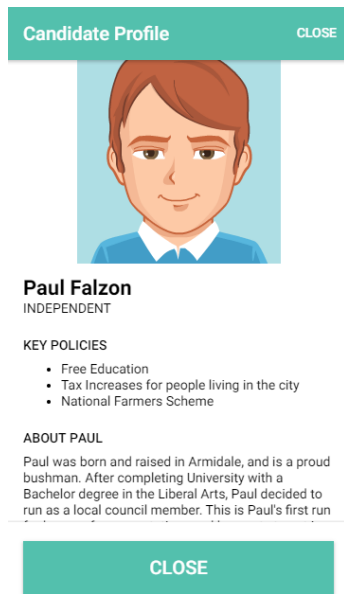 Candidate Profile CLOSE
Paul Falzon
INDEPENDENT
KEY POLICIES
• Free Education
• Tax Increases for people living in the city
• National Farmers Scheme
ABOUT PAUL
Paul was born and raised in Armidale, and is a proud
bushman. After completing University with a
Bachelor degree in the Liberal Arts, Paul decided to
run as a local council member. This is Paul's first run
CLOSE